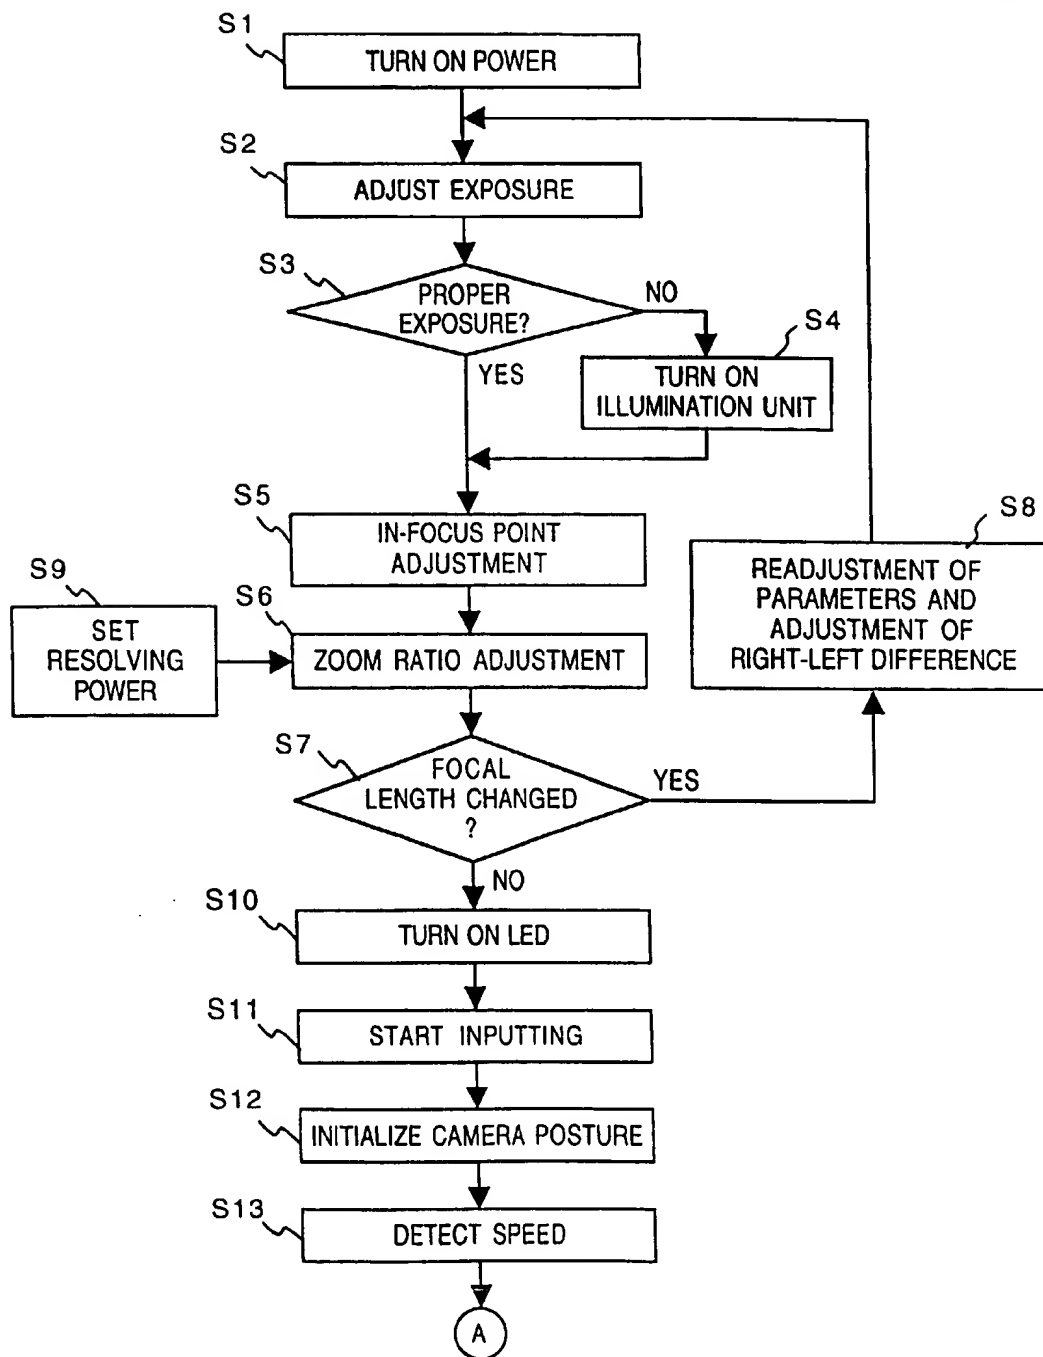 S1
TURN ON POWER
S2
ADJUST EXPOSURE
S3
PROPER
EXPOSURE?
NO
YES
S4
TURN ON
ILLUMINATION UNIT
S5
IN-FOCUS POINT
ADJUSTMENT
S8
READJUSTMENT OF
PARAMETERS AND
ADJUSTMENT OF
RIGHT-LEFT DIFFERENCE
S9
SET
RESOLVING
POWER
S6
ZOOM RATIO ADJUSTMENT
S7
FOCAL
LENGTH CHANGED
?
YES
NO
S10
TURN ON LED
S11
START INPUTTING
S12
INITIALIZE CAMERA POSTURE
S13
DETECT SPEED
A